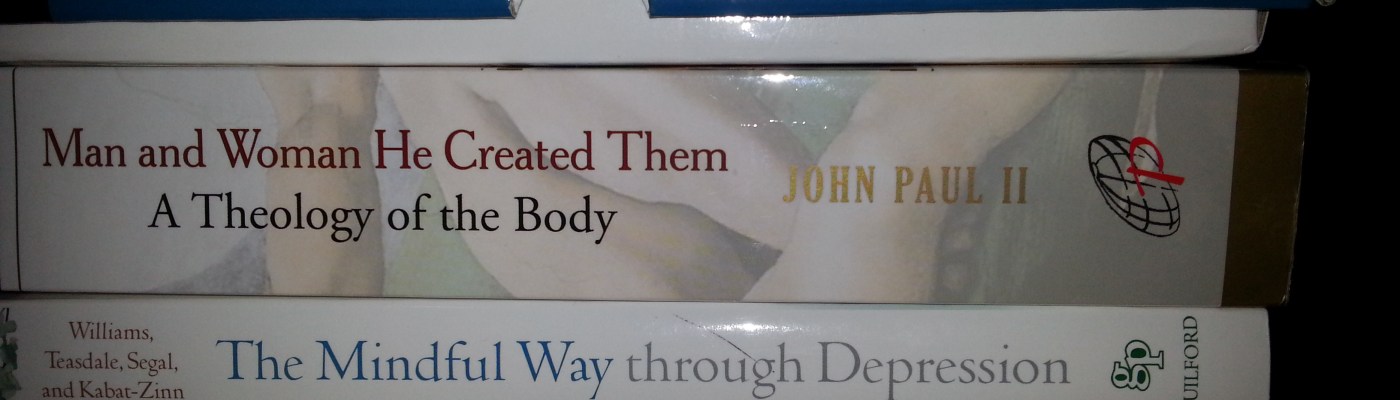 Man and Woman He Created Them
A Theology of the Body
JOHN PAUL II
Williams,
Teasdale, Segal,
and Kabat-Zinn
The Mindful Way through Depression
gp
UILFORD